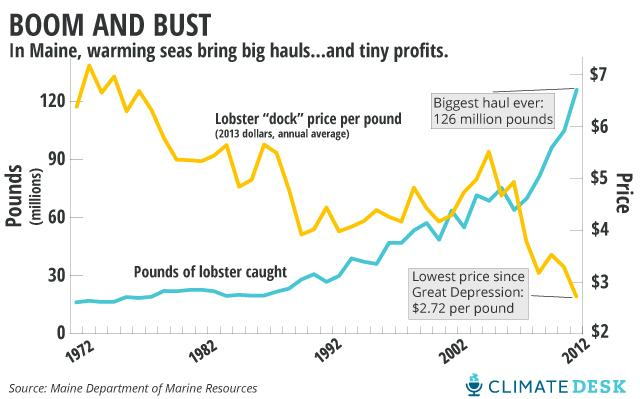 BOOM AND BUST
In Maine, warming seas bring big hauls...and tiny profits.
120
90
60
30
0
Pounds
(millions)
Lobster “dock” price per pound
(2013 dollars, annual average)
Biggest haul ever:
126 million pounds
Pounds of lobster caught
Lowest price since
Great Depression:
$2.72 per pound
$7
$6
$5
$4
$3
$2
Price
1972
1982
1992
2002
2012
Source: Maine Department of Marine Resources
CLIMATE DESK